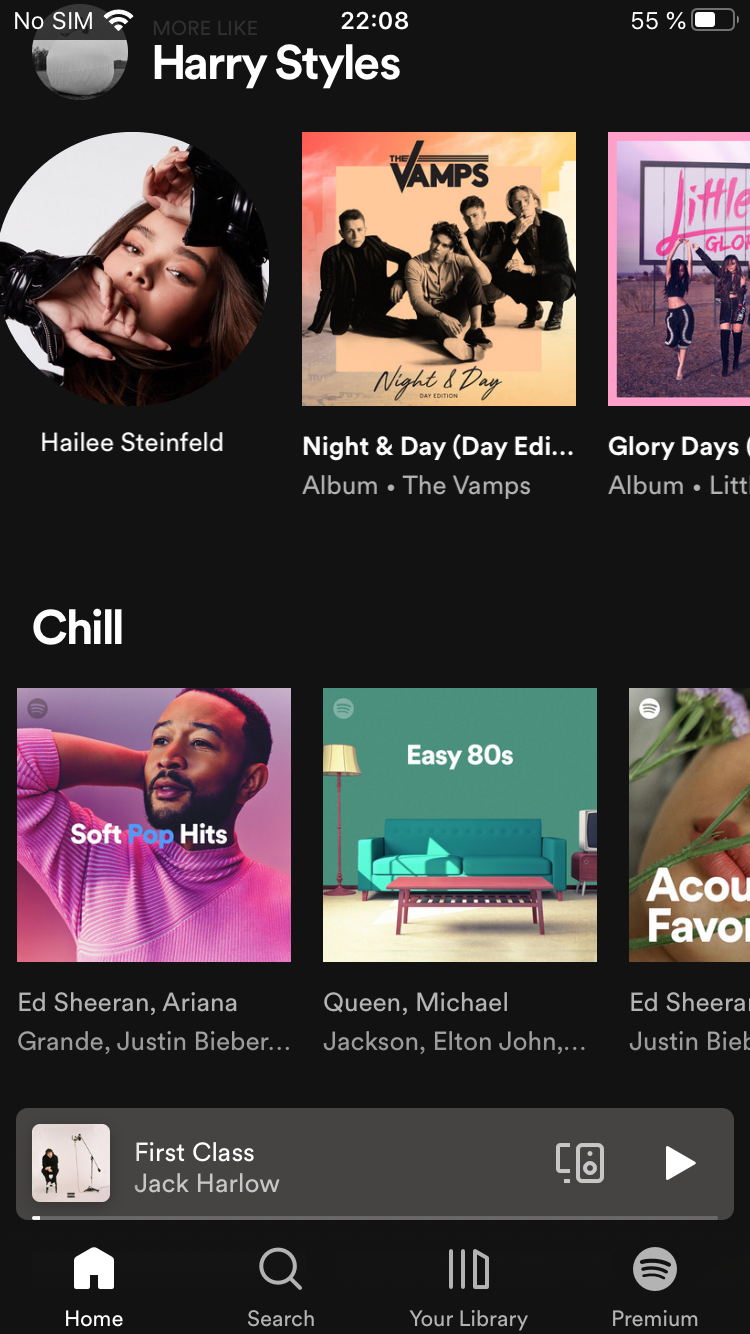 No SIM 22:08 55 %
MORE LIKE
Harry Styles
THE
VAMPS
Night & Day
DAY EDITION
Little
GLO
Hailee Steinfeld
Night & Day (Day Edi...
Album • The Vamps
Glory Days (
Album • Litt
Chill
Soft Pop Hits
Easy 80s
Acou
Favor
Ed Sheeran, Ariana
Grande, Justin Bieber...
Queen, Michael
Jackson, Elton John,...
Ed Sheera
Justin Bieb
First Class
Jack Harlow
Home
Search
Your Library
Premium